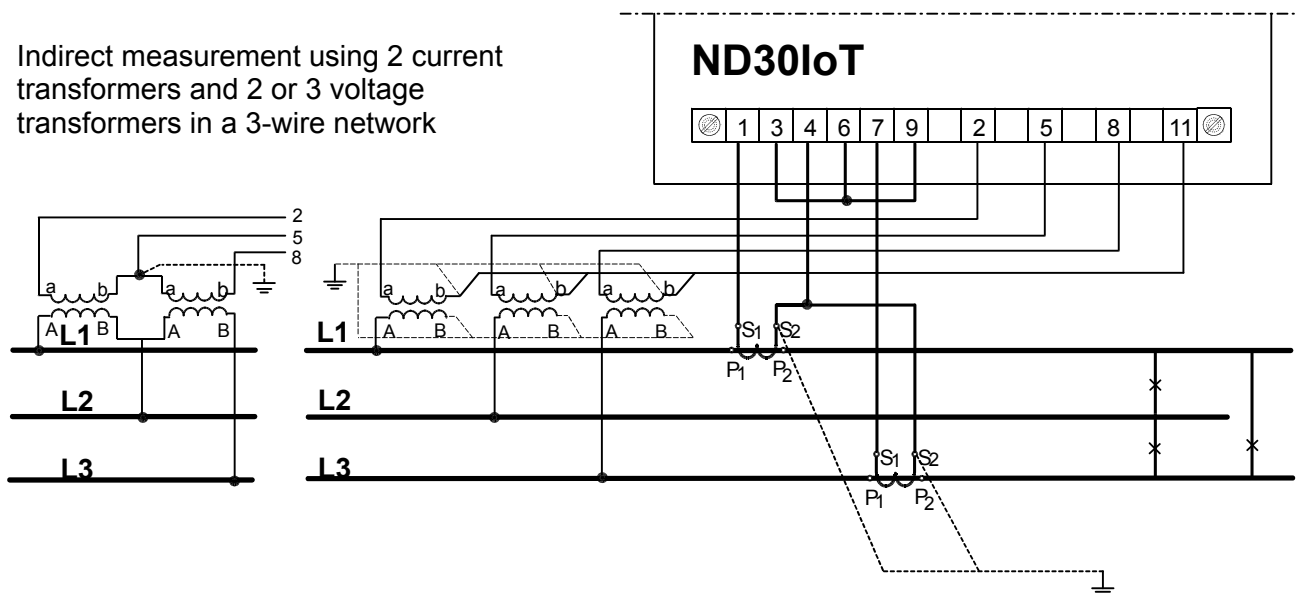 Indirect measurement using 2 current
transformers and 2 or 3 voltage
transformers in a 3-wire network
ND30IoT
1 3 4 6 7 9 2 5 8 11
2
5
8
a b a b
A B A B
a b a b a b
A B A B A B
L1
L1
S1 S2
P1 P2
L2
L2
L3
L3
S1 S2
P1 P2